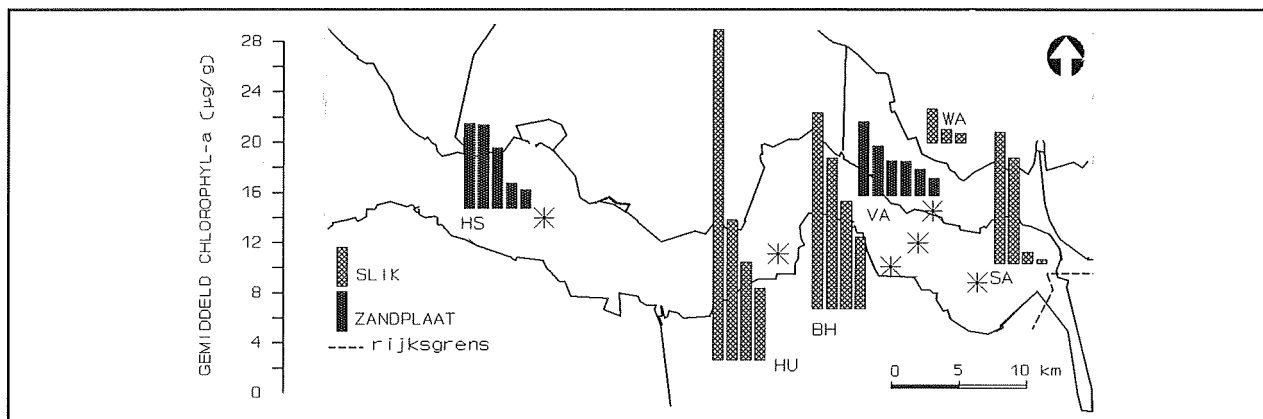 GEMIDDELD CHLOROPHYL-a (µg/g)
28
24
20
16
12
8
4
0
HS
HU
BH
VA
WA
SA
SLIK
ZANDPLAAT
rijksgrens
0 5 10 km